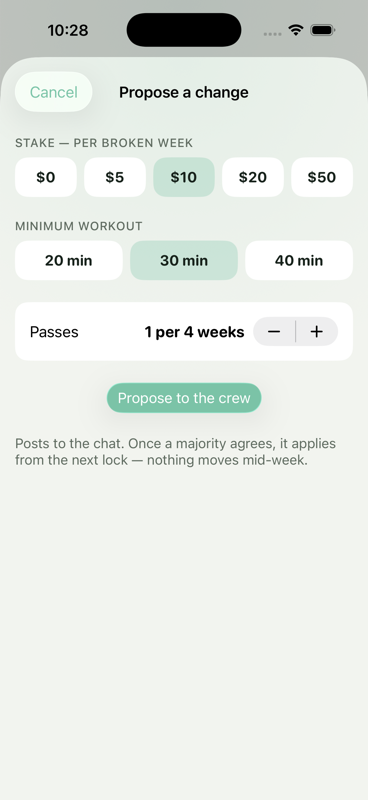 10:28
Cancel
Propose a change
STAKE — PER BROKEN WEEK
$0
$5
$10
$20
$50
MINIMUM WORKOUT
20 min
30 min
40 min
Passes
1 per 4 weeks
Propose to the crew
Posts to the chat. Once a majority agrees, it applies
from the next lock — nothing moves mid-week.